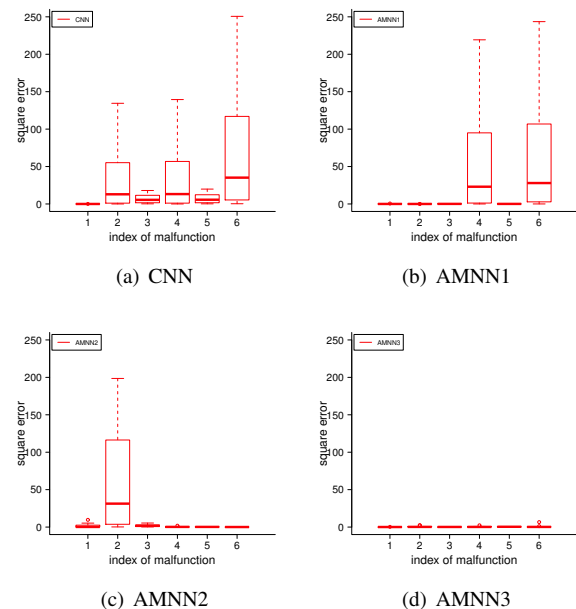 CNN
square error
0 50 100 150 200 250
1 2 3 4 5 6
index of malfunction
(a) CNN
AMNN1
square error
0 50 100 150 200 250
1 2 3 4 5 6
index of malfunction
(b) AMNN1
AMNN2
square error
0 50 100 150 200 250
1 2 3 4 5 6
index of malfunction
(c) AMNN2
AMNN3
square error
0 50 100 150 200 250
1 2 3 4 5 6
index of malfunction
(d) AMNN3